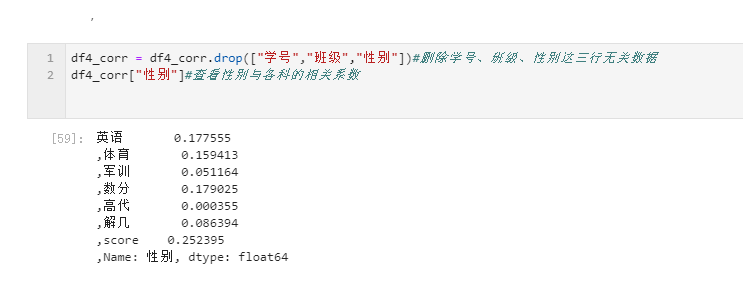 ,
1 df4_corr = df4_corr.drop(["学号","班级","性别"])#删除学号、班级、性别这三行无关数据
2 df4_corr["性别"]#查看性别与各科的相关系数
[59]: 英语 0.177555
,体育 0.159413
,军训 0.051164
,数分 0.179025
,高代 0.000355
,解几 0.086394
,score 0.252395
,Name: 性别, dtype: float64